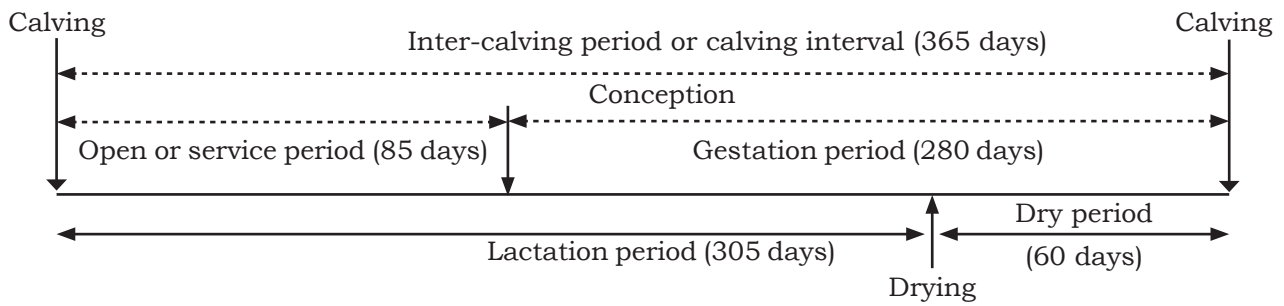 Calving
Calving
Inter-calving period or calving interval (365 days)
Conception
Open or service period (85 days)
Gestation period (280 days)
Dry period
Lactation period (305 days)
(60 days)
Drying